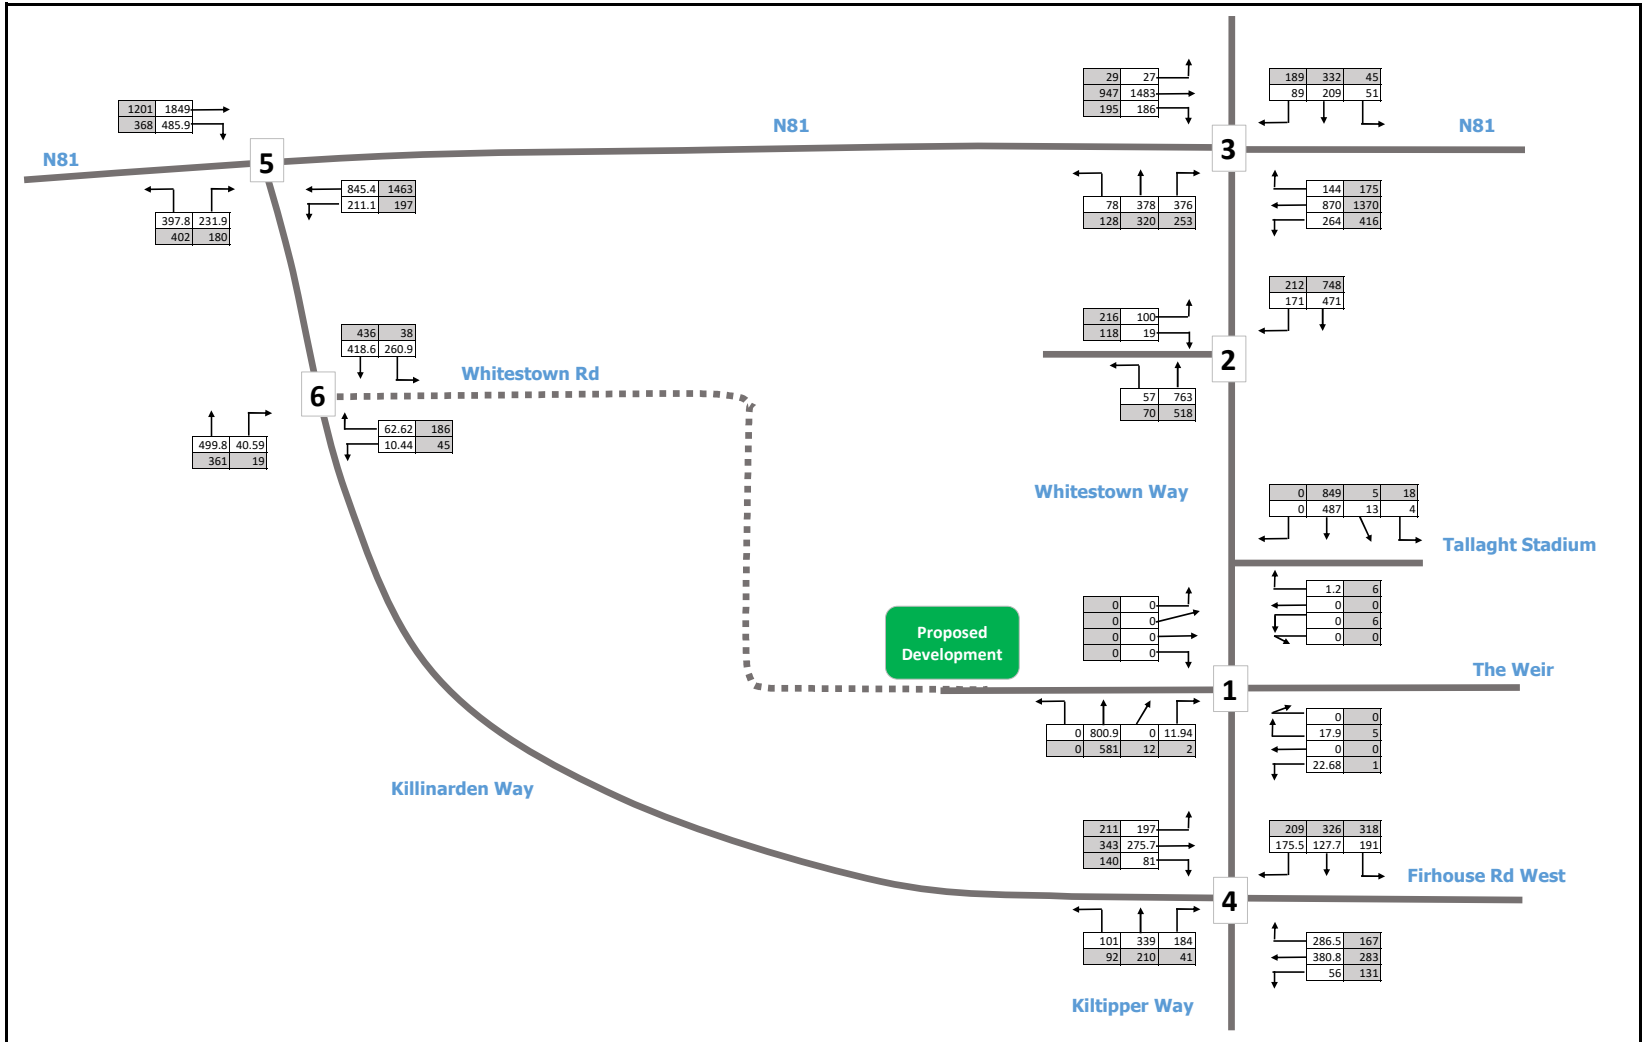 29 27
947 1483
195 186
189 332 45
89 209 51
1201 1849
368 485.9
N81
N81
N81
5
3
845.4 1463
211.1 197
397.8 231.9
402 180
78 378 376
128 320 253
144 175
870 1370
264 416
212 748
171 471
216 100
118 19
2
436 38
418.6 260.9
Whitestown Rd
6
57 763
70 518
499.8 40.59
361 19
62.62 186
10.44 45
Whitestown Way
0 849 5 18
0 487 13 4
Tallaght Stadium
1.2 6
0 0
0 6
0 0
0 0
0 0
0 0
0 0
Proposed
Development
The Weir
1
0 800.9 0 11.94
0 581 12 2
0 0
17.9 5
0 0
22.68 1
Killinarden Way
211 197
343 275.7
140 81
209 326 318
175.5 127.7 191
Firhouse Rd West
4
101 339 184
92 210 41
286.5 167
380.8 283
56 131
Kiltipper Way